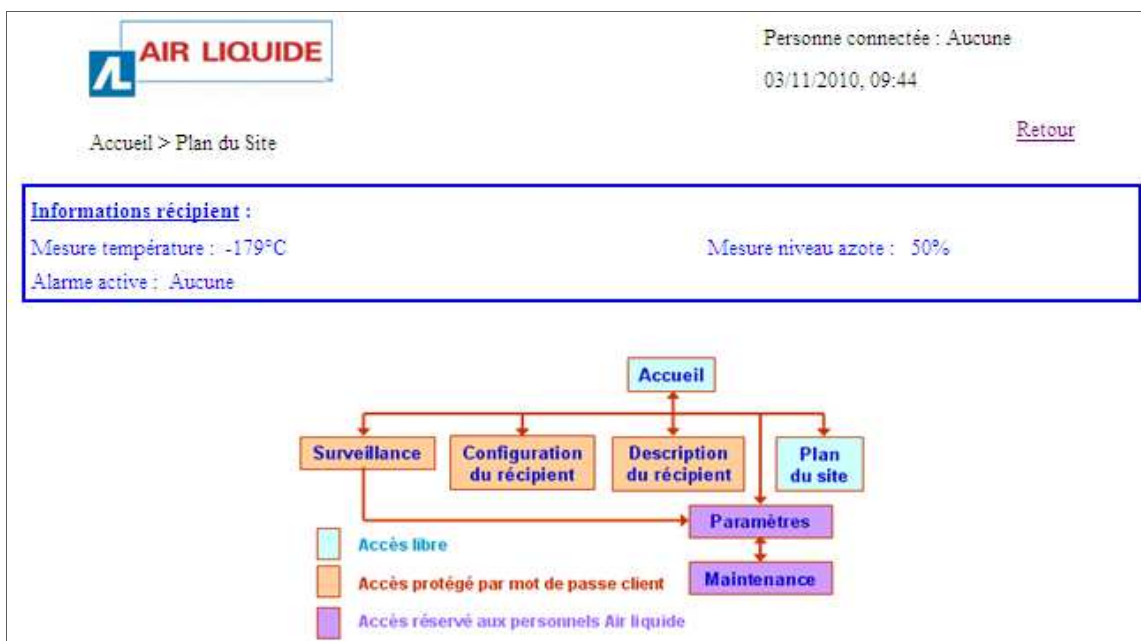 AIR LIQUIDE
Personne connectée : Aucune
03/11/2010, 09:44
Retour
Accueil > Plan du Site
Informations récipient :
Mesure température : -179°C
Mesure niveau azote : 50%
Alarme active : Aucune
Accueil
Surveillance
Configuration
du récipient
Description
du récipient
Plan
du site
Paramètres
Maintenance
Accès libre
Accès protégé par mot de passe client
Accès réservé aux personnels Air liquide